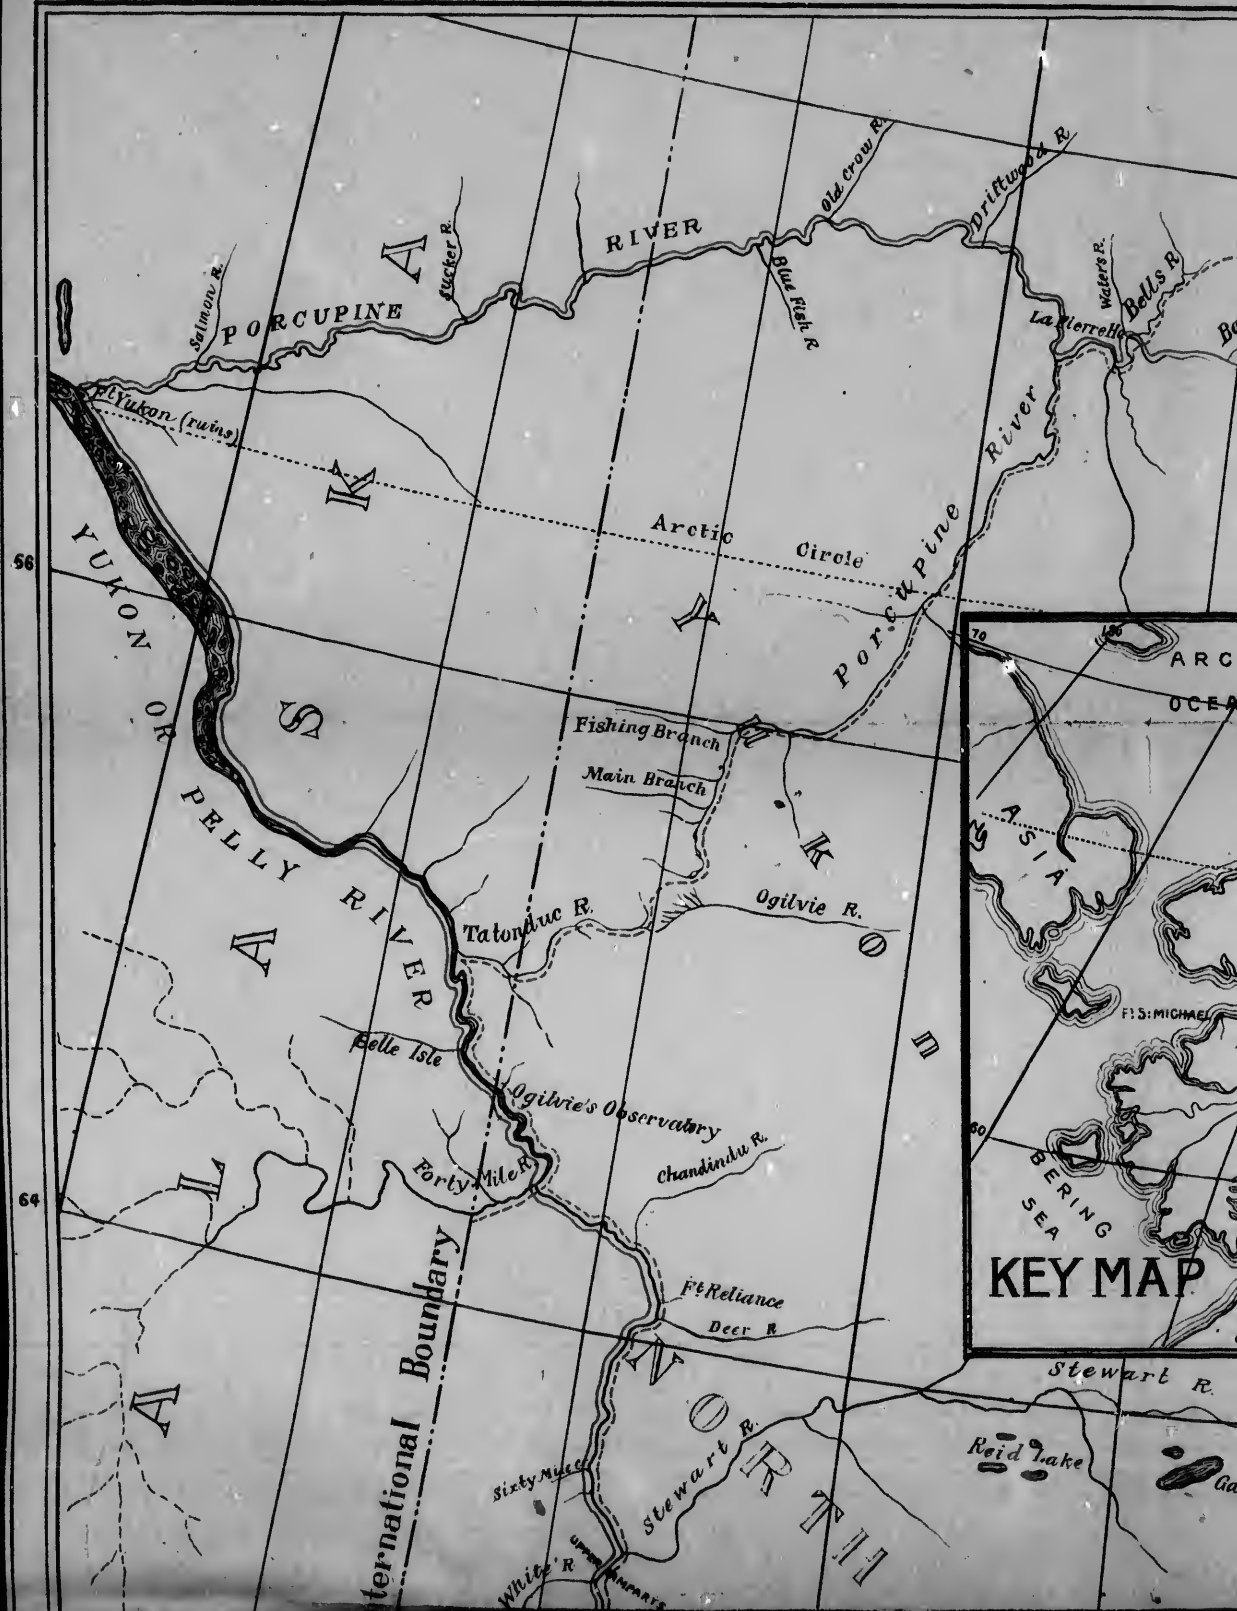 Old Crow R.
Driftwood R
RIVER
Sucker R.
Salmon R.
PORCUPINE
Blue Fish R
Waters R.
Bells R
La Pierre Ho
Ft Yukon (ruins)
Porcupine River
Arctic Circle
66
YUKON OR PELLY RIVER
ALASKA
YUKON
70
ARC
OCEA
ASIA
Fishing Branch
Main Branch
Ogilvie R.
Tatonduc R.
Ft S: MICHAEL
Belle Isle
Ogilvie's Observatory
60
BERING
SEA
KEY MAP
Chandindu R.
Forty Mile R
64
International Boundary
Ft Reliance
Deer R
NORTH
Stewart R.
Stewart R.
Reid Lake
Sixty Mile
UPPER RAMPARTS
White R